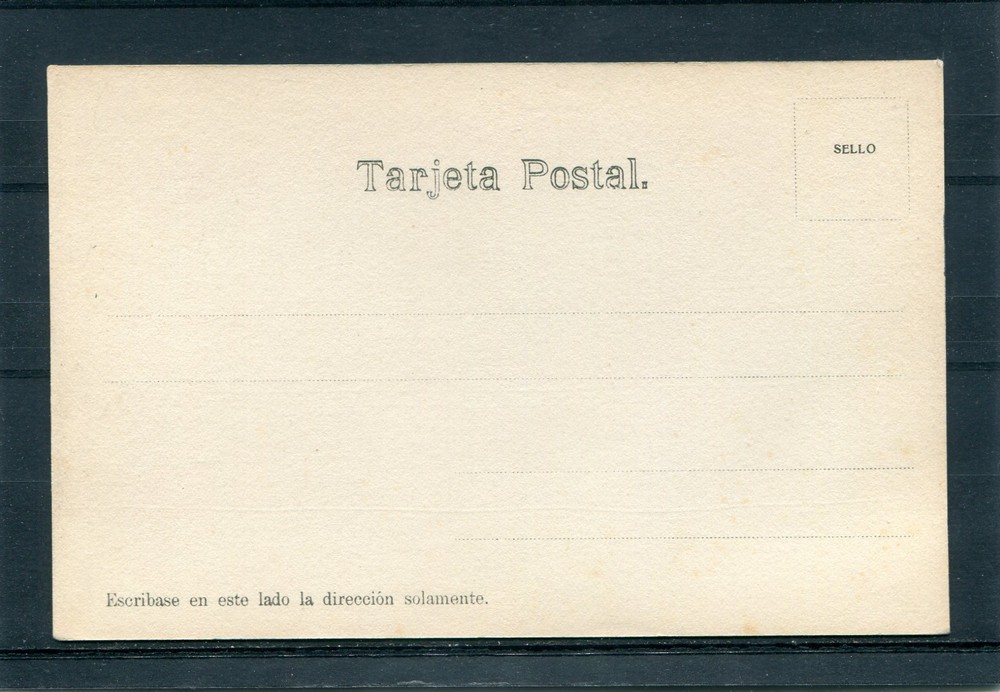 SELLO
Tarjeta Postal.
Escribase en este lado la dirección solamente.